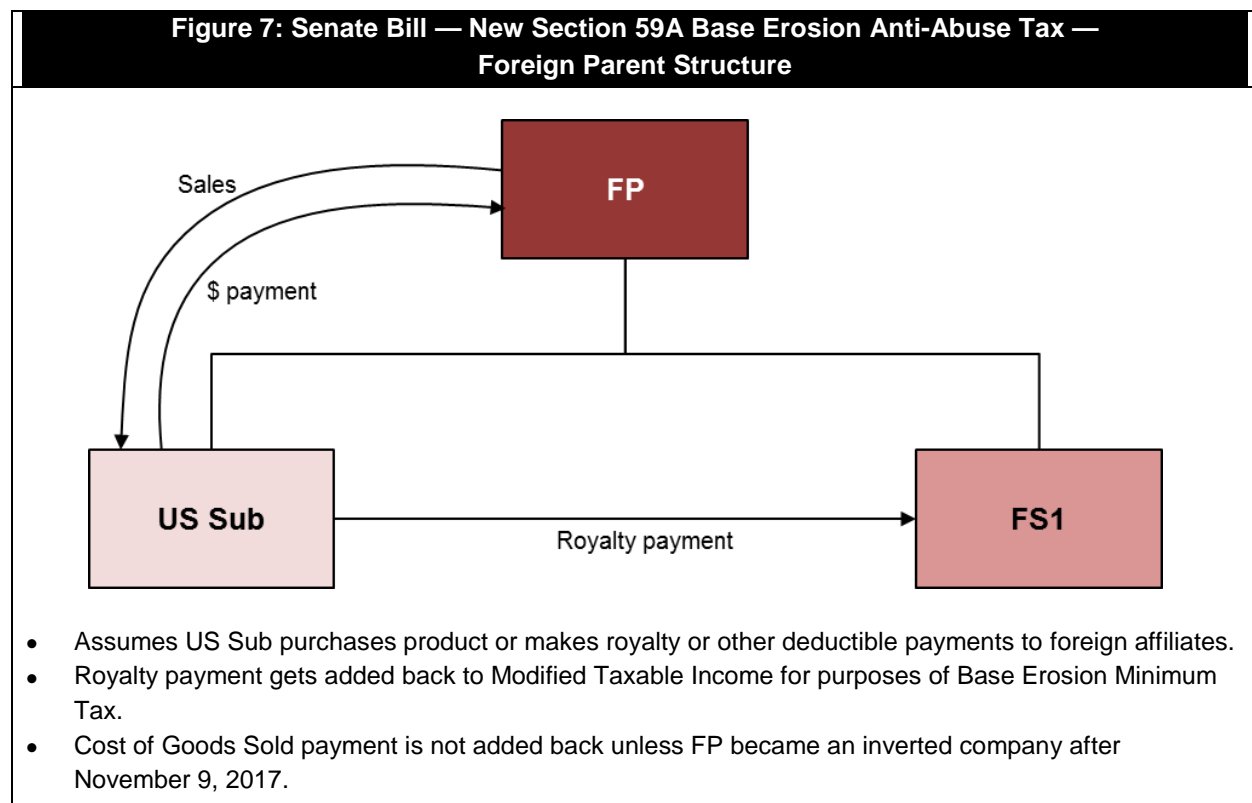 Figure 7: Senate Bill — New Section 59A Base Erosion Anti-Abuse Tax —
Foreign Parent Structure
FP
Sales
$ payment
US Sub
Royalty payment
FS1
• Assumes US Sub purchases product or makes royalty or other deductible payments to foreign affiliates.
• Royalty payment gets added back to Modified Taxable Income for purposes of Base Erosion Minimum
Tax.
• Cost of Goods Sold payment is not added back unless FP became an inverted company after
November 9, 2017.